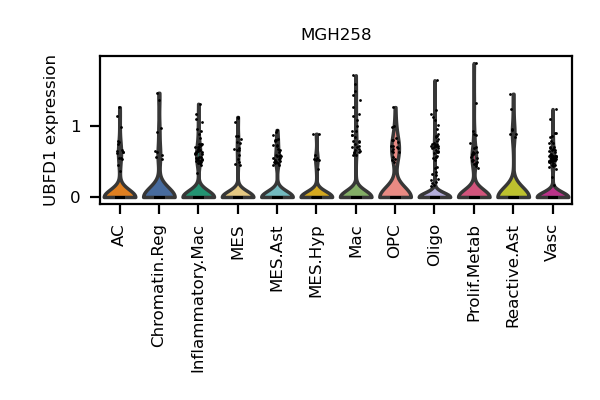 MGH258
UBFD1 expression
1
0
AC
Chromatin.Reg
Inflammatory.Mac
MES
MES.Ast
MES.Hyp
Mac
OPC
Oligo
Prolif.Metab
Reactive.Ast
Vasc